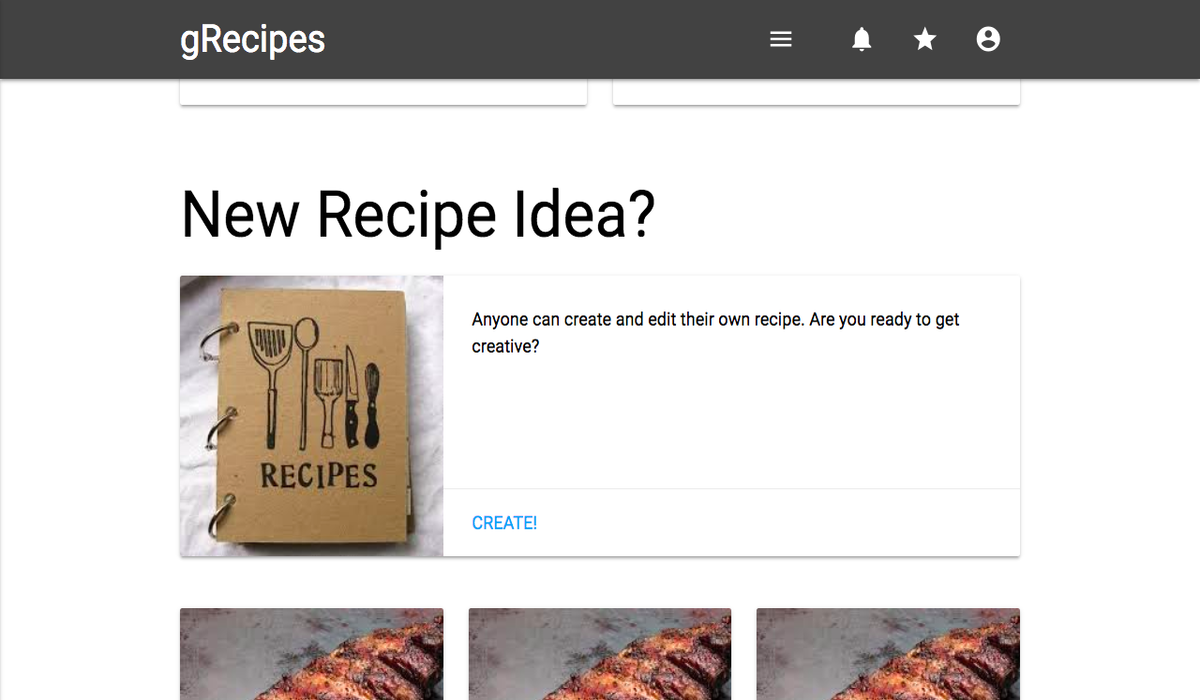 gRecipes
New Recipe Idea?
RECIPES
Anyone can create and edit their own recipe. Are you ready to get
creative?
CREATE!